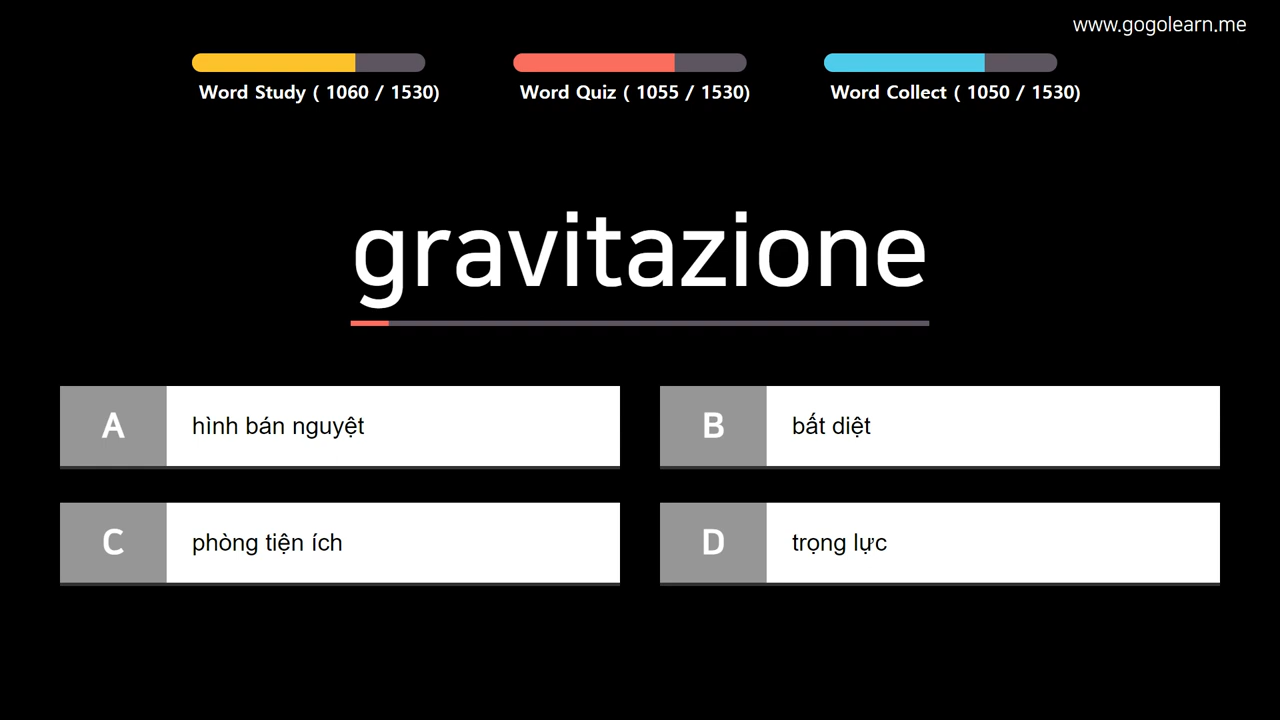 www.gogolearn.me
Word Study ( 1060 / 1530)
Word Quiz ( 1055 / 1530)
Word Collect ( 1050 / 1530)
gravitazione
A hình bán nguyệt
B bất diệt
C phòng tiện ích
D trọng lực